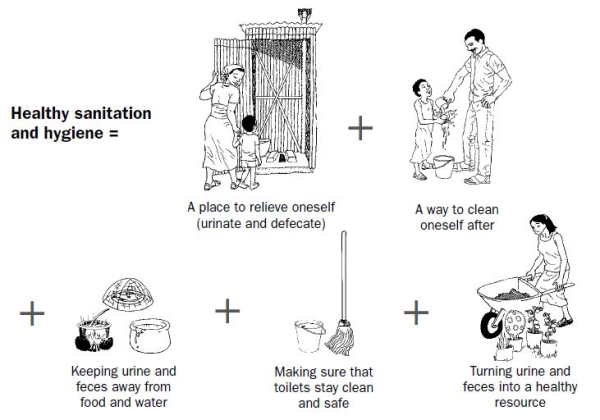 Healthy sanitation
and hygiene =
+
A place to relieve oneself
(urinate and defecate)
A way to clean
oneself after
+
+
+
Keeping urine and
feces away from
food and water
Making sure that
toilets stay clean
and safe
Turning urine and
feces into a healthy
resource